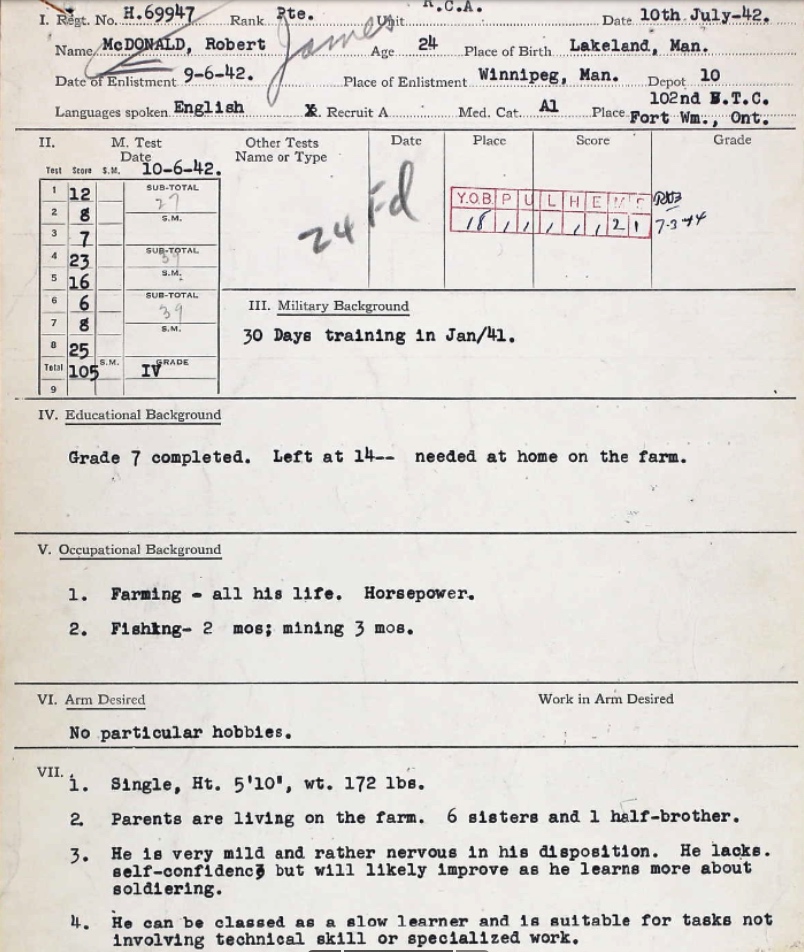 I. Regt. No. H.69947 Rank Pte. Unit R.C.A. Date 10th July-42.
James
Name McDONALD, Robert Age 24 Place of Birth Lakeland, Man.
Date of Enlistment 9-6-42. Place of Enlistment Winnipeg, Man. Depot 10
Languages spoken English X. Recruit A Med. Cat. A1 Place 102nd B.T.C.
Fort Wm., Ont.
II. M. Test Other Tests Date Place Score Grade
Date 10-6-42. Name or Type
Test Score S.M. SUB-TOTAL
1 12 27
2 8 S.M.
3 7
4 23 SUB-TOTAL 39
5 16 S.M.
6 6 SUB-TOTAL
7 8 39 S.M.
8 25
Total 105 S.M. GRADE IV
9
24 Fd
Y.O.B. P U L H E M S
18 1 1 1 1 1 2 1 7-3-44
III. Military Background
30 Days training in Jan/41.
IV. Educational Background
Grade 7 completed. Left at 14-- needed at home on the farm.
V. Occupational Background
1. Farming - all his life. Horsepower.
2. Fishkng- 2 mos; mining 3 mos.
VI. Arm Desired Work in Arm Desired
No particular hobbies.
VII. 1. Single, Ht. 5'10", wt. 172 lbs.
2. Parents are living on the farm. 6 sisters and 1 half-brother.
3. He is very mild and rather nervous in his disposition. He lacks.
self-confidence but will likely improve as he learns more about
soldiering.
4. He can be classed as a slow learner and is suitable for tasks not
involving technical skill or specialized work.